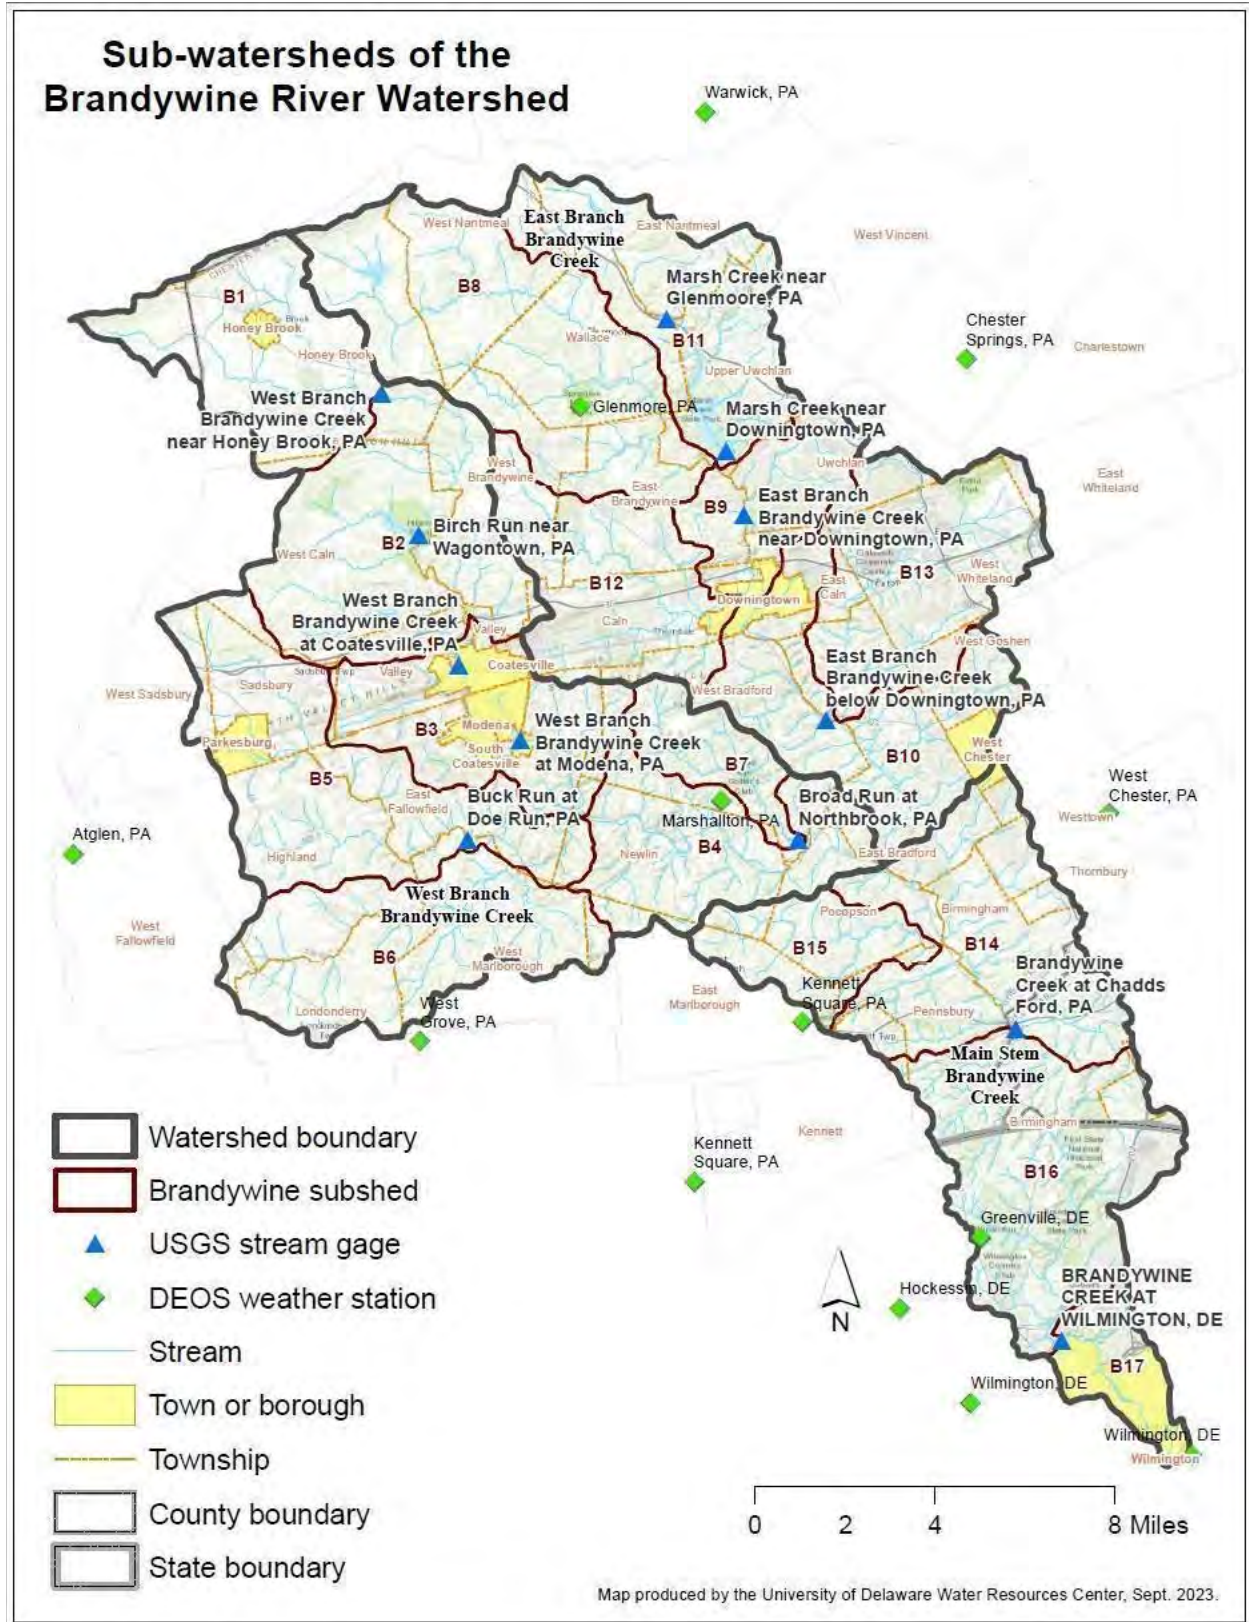 Sub-watersheds of the
Brandywine River Watershed
Warwick, PA
West Nantmeal
East Branch
Brandywine
Creek
East Nantmeal
West Vincent
B1
B8
Marsh Creek near
Glenmoore, PA
Honey Brook
Wallace
B11
Chester
Springs, PA
Charlestown
Honey Brook
Upper Uwchlan
West Branch
Brandywine Creek
near Honey Brook, PA
Glenmore, PA
Marsh Creek near
Downingtown, PA
West
Brandywine
Uwchlan
East
Whiteland
East
Brandywine
B9
East Branch
Brandywine Creek
near Downingtown, PA
Birch Run near
Wagontown, PA
B2
West Caln
B12
B13
West
Whiteland
East
Caln
Downingtown
West Branch
Brandywine Creek
at Coatesville, PA
Caln
Valley
West Goshen
Coatesville
Valley
Sadsbury
West Sadsbury
East Branch
Brandywine Creek
below Downingtown, PA
West Bradford
Parkesburg
B3
Modena
South
Coatesville
West Branch
Brandywine Creek
at Modena, PA
B7
B10
West
Chester
B5
East
Fallowfield
Buck Run at
Doe Run, PA
Marshallton, PA
Broad Run at
Northbrook, PA
West
Chester, PA
Westtown
Atglen, PA
Highland
Newlin
B4
East Bradford
Thornbury
West Branch
Brandywine Creek
West
Fallowfield
Pocopson
Birmingham
B6
West
Marlborough
B15
B14
Brandywine
Creek at Chadds
Ford, PA
Londonderry
West
Grove, PA
East
Marlborough
Kennett
Square, PA
Pennsbury
Main Stem
Brandywine
Creek
Watershed boundary
Brandywine subshed
USGS stream gage
DEOS weather station
Stream
Town or borough
Township
County boundary
State boundary
Kennett
Square, PA
Kennett
Birmingham
B16
Greenville, DE
Hockessin, DE
N
BRANDYWINE
CREEK AT
WILMINGTON, DE
B17
Wilmington, DE
Wilmington, DE
Wilmington
0 2 4 8 Miles
Map produced by the University of Delaware Water Resources Center, Sept. 2023.